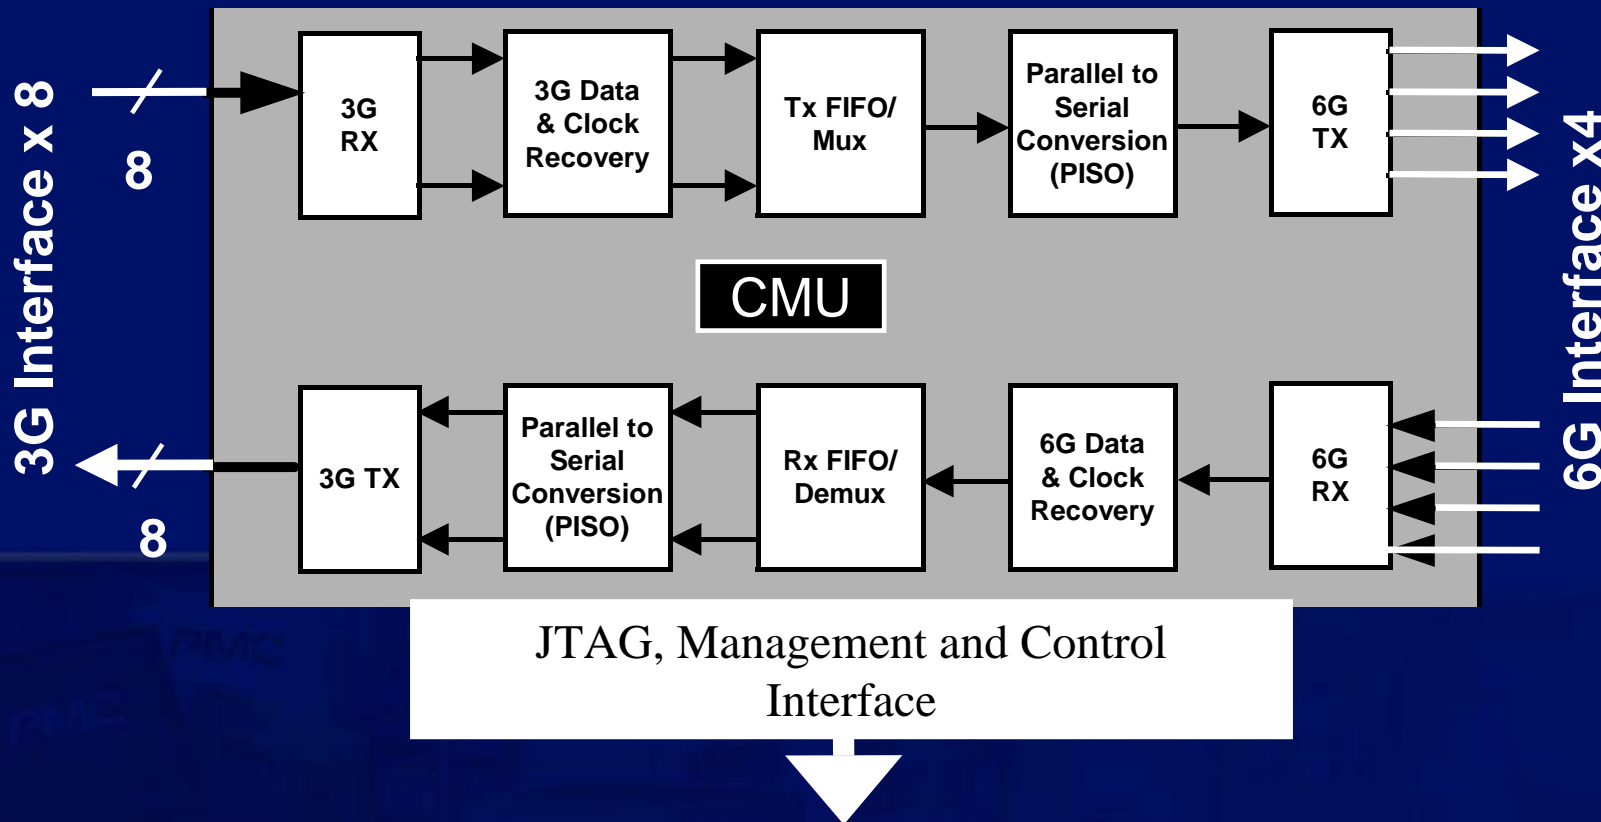 3G Interface x 8
8
3G
RX
3G Data
& Clock
Recovery
Tx FIFO/
Mux
Parallel to
Serial
Conversion
(PISO)
6G
TX
6G Interface x4
CMU
8
3G TX
Parallel to
Serial
Conversion
(PISO)
Rx FIFO/
Demux
6G Data
& Clock
Recovery
6G
RX
JTAG, Management and Control
Interface
PMC
PMC